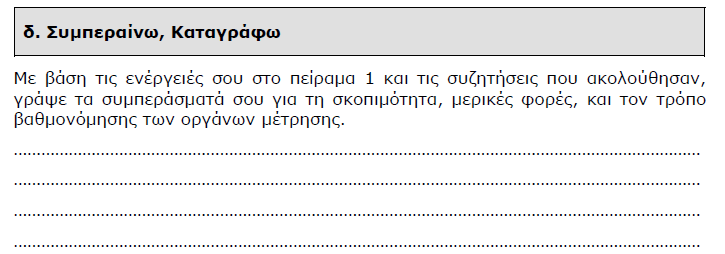 δ. Συμπεραίνω, Καταγράφω
Με βάση τις ενέργειές σου στο πείραμα 1 και τις συζητήσεις που ακολούθησαν,
γράψε τα συμπεράσματά σου για τη σκοπιμότητα, μερικές φορές, και τον τρόπο
βαθμονόμησης των οργάνων μέτρησης.
………………………………………………………………………………………………………………………………
………………………………………………………………………………………………………………………………
………………………………………………………………………………………………………………………………
………………………………………………………………………………………………………………………………